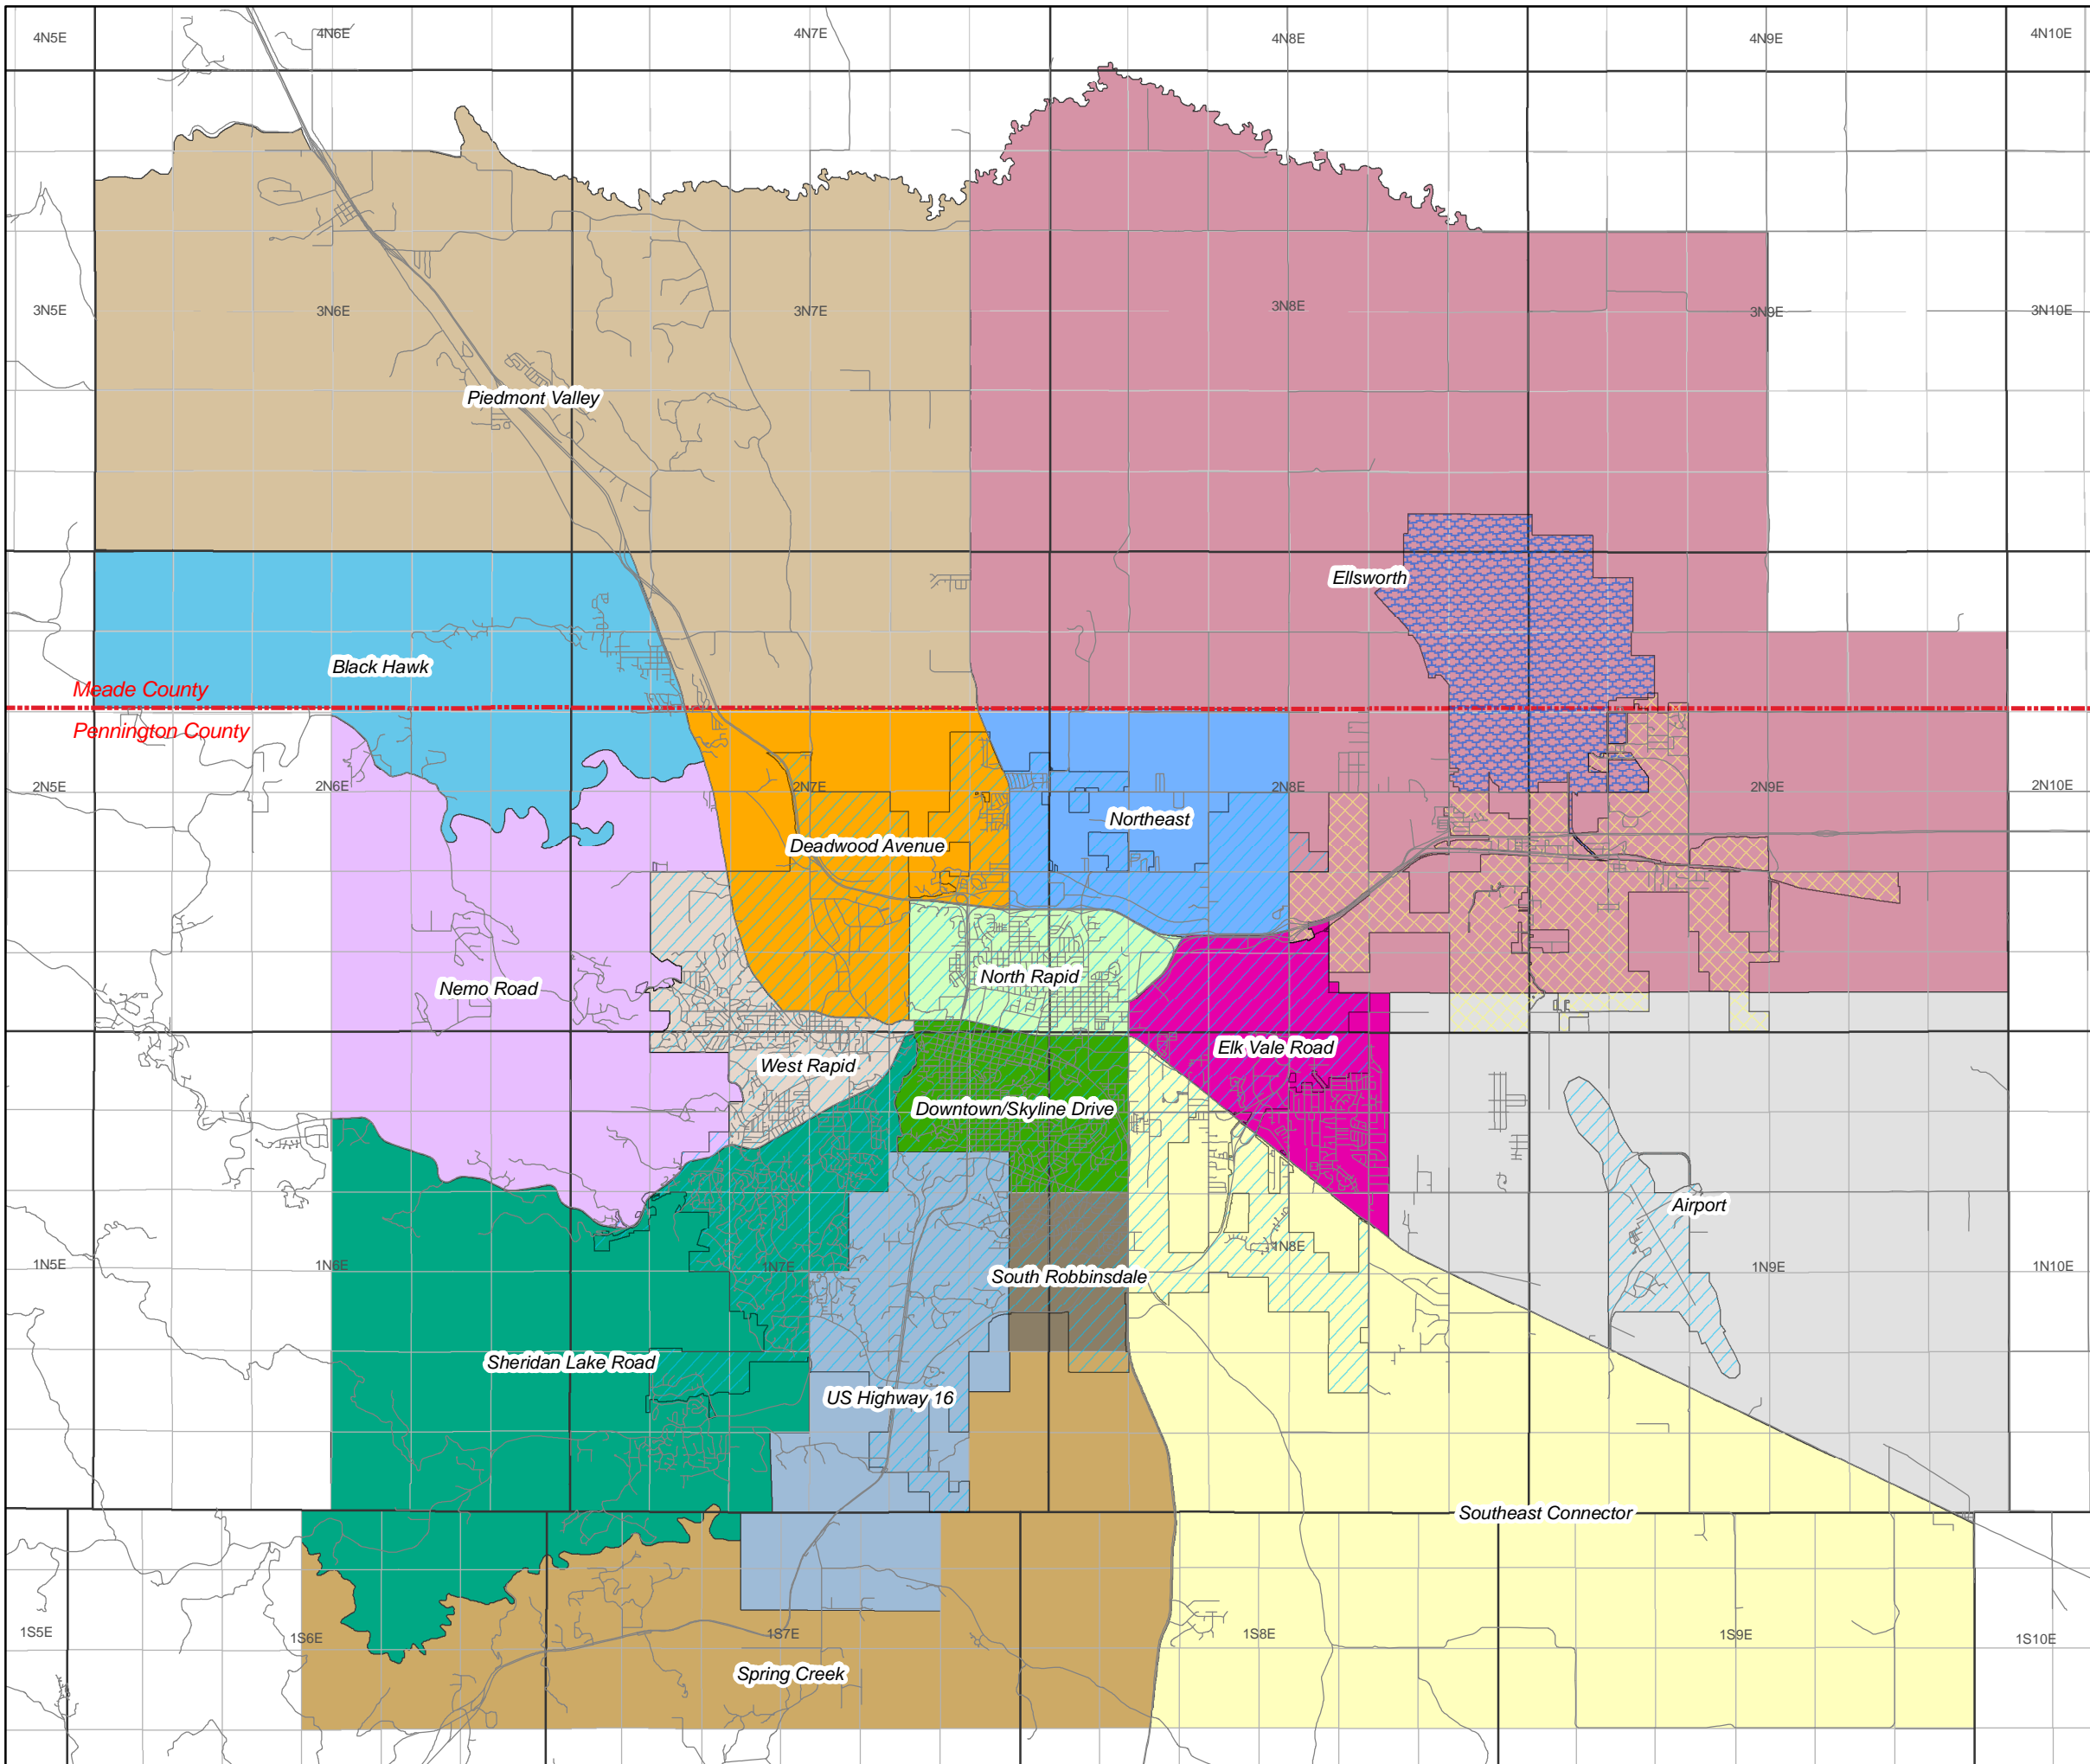 4N5E
4N6E
4N7E
4N8E
4N9E
4N10E
3N5E
3N6E
3N7E
3N8E
3N9E
3N10E
Piedmont Valley
Ellsworth
Black Hawk
Meade County
Pennington County
2N5E
2N6E
2N7E
2N8E
2N9E
2N10E
Northeast
Deadwood Avenue
North Rapid
Nemo Road
Elk Vale Road
West Rapid
Downtown/Skyline Drive
Airport
1N5E
1N6E
1N7E
1N8E
1N9E
1N10E
South Robbinsdale
Sheridan Lake Road
US Highway 16
Southeast Connector
1S5E
1S6E
1S7E
1S8E
1S9E
1S10E
Spring Creek